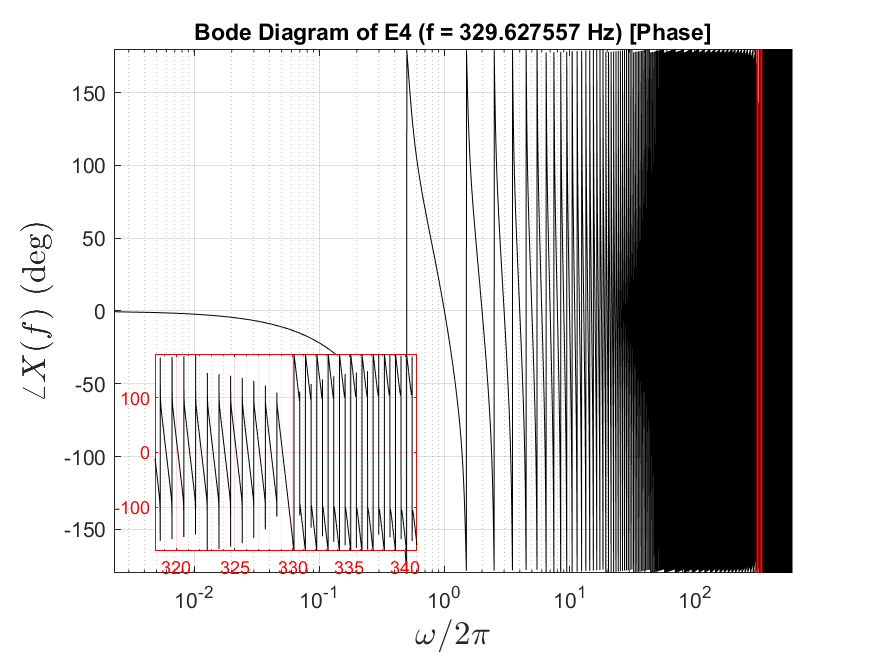 Bode Diagram of E4 (f = 329.627557 Hz) [Phase]
∠X(f) (deg)
150
100
50
0
-50
-100
-150
100
0
-100
320 325 330 335 340
10^-2 10^-1 10^0 10^1 10^2
ω/2π